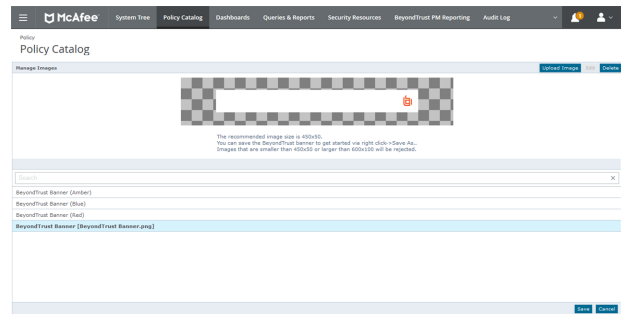 McAfee
System Tree
Policy Catalog
Dashboards
Queries & Reports
Security Resources
BeyondTrust PM Reporting
Audit Log
Policy
Policy Catalog
Manage Images
Upload Image
Edit
Delete
The recommended image size is 450x50.
You can save the BeyondTrust banner to get started via right click->Save As..
Images that are smaller than 450x50 or larger than 600x100 will be rejected.
Search
BeyondTrust Banner (Amber)
BeyondTrust Banner (Blue)
BeyondTrust Banner (Red)
BeyondTrust Banner [BeyondTrust Banner.png]
Save
Cancel